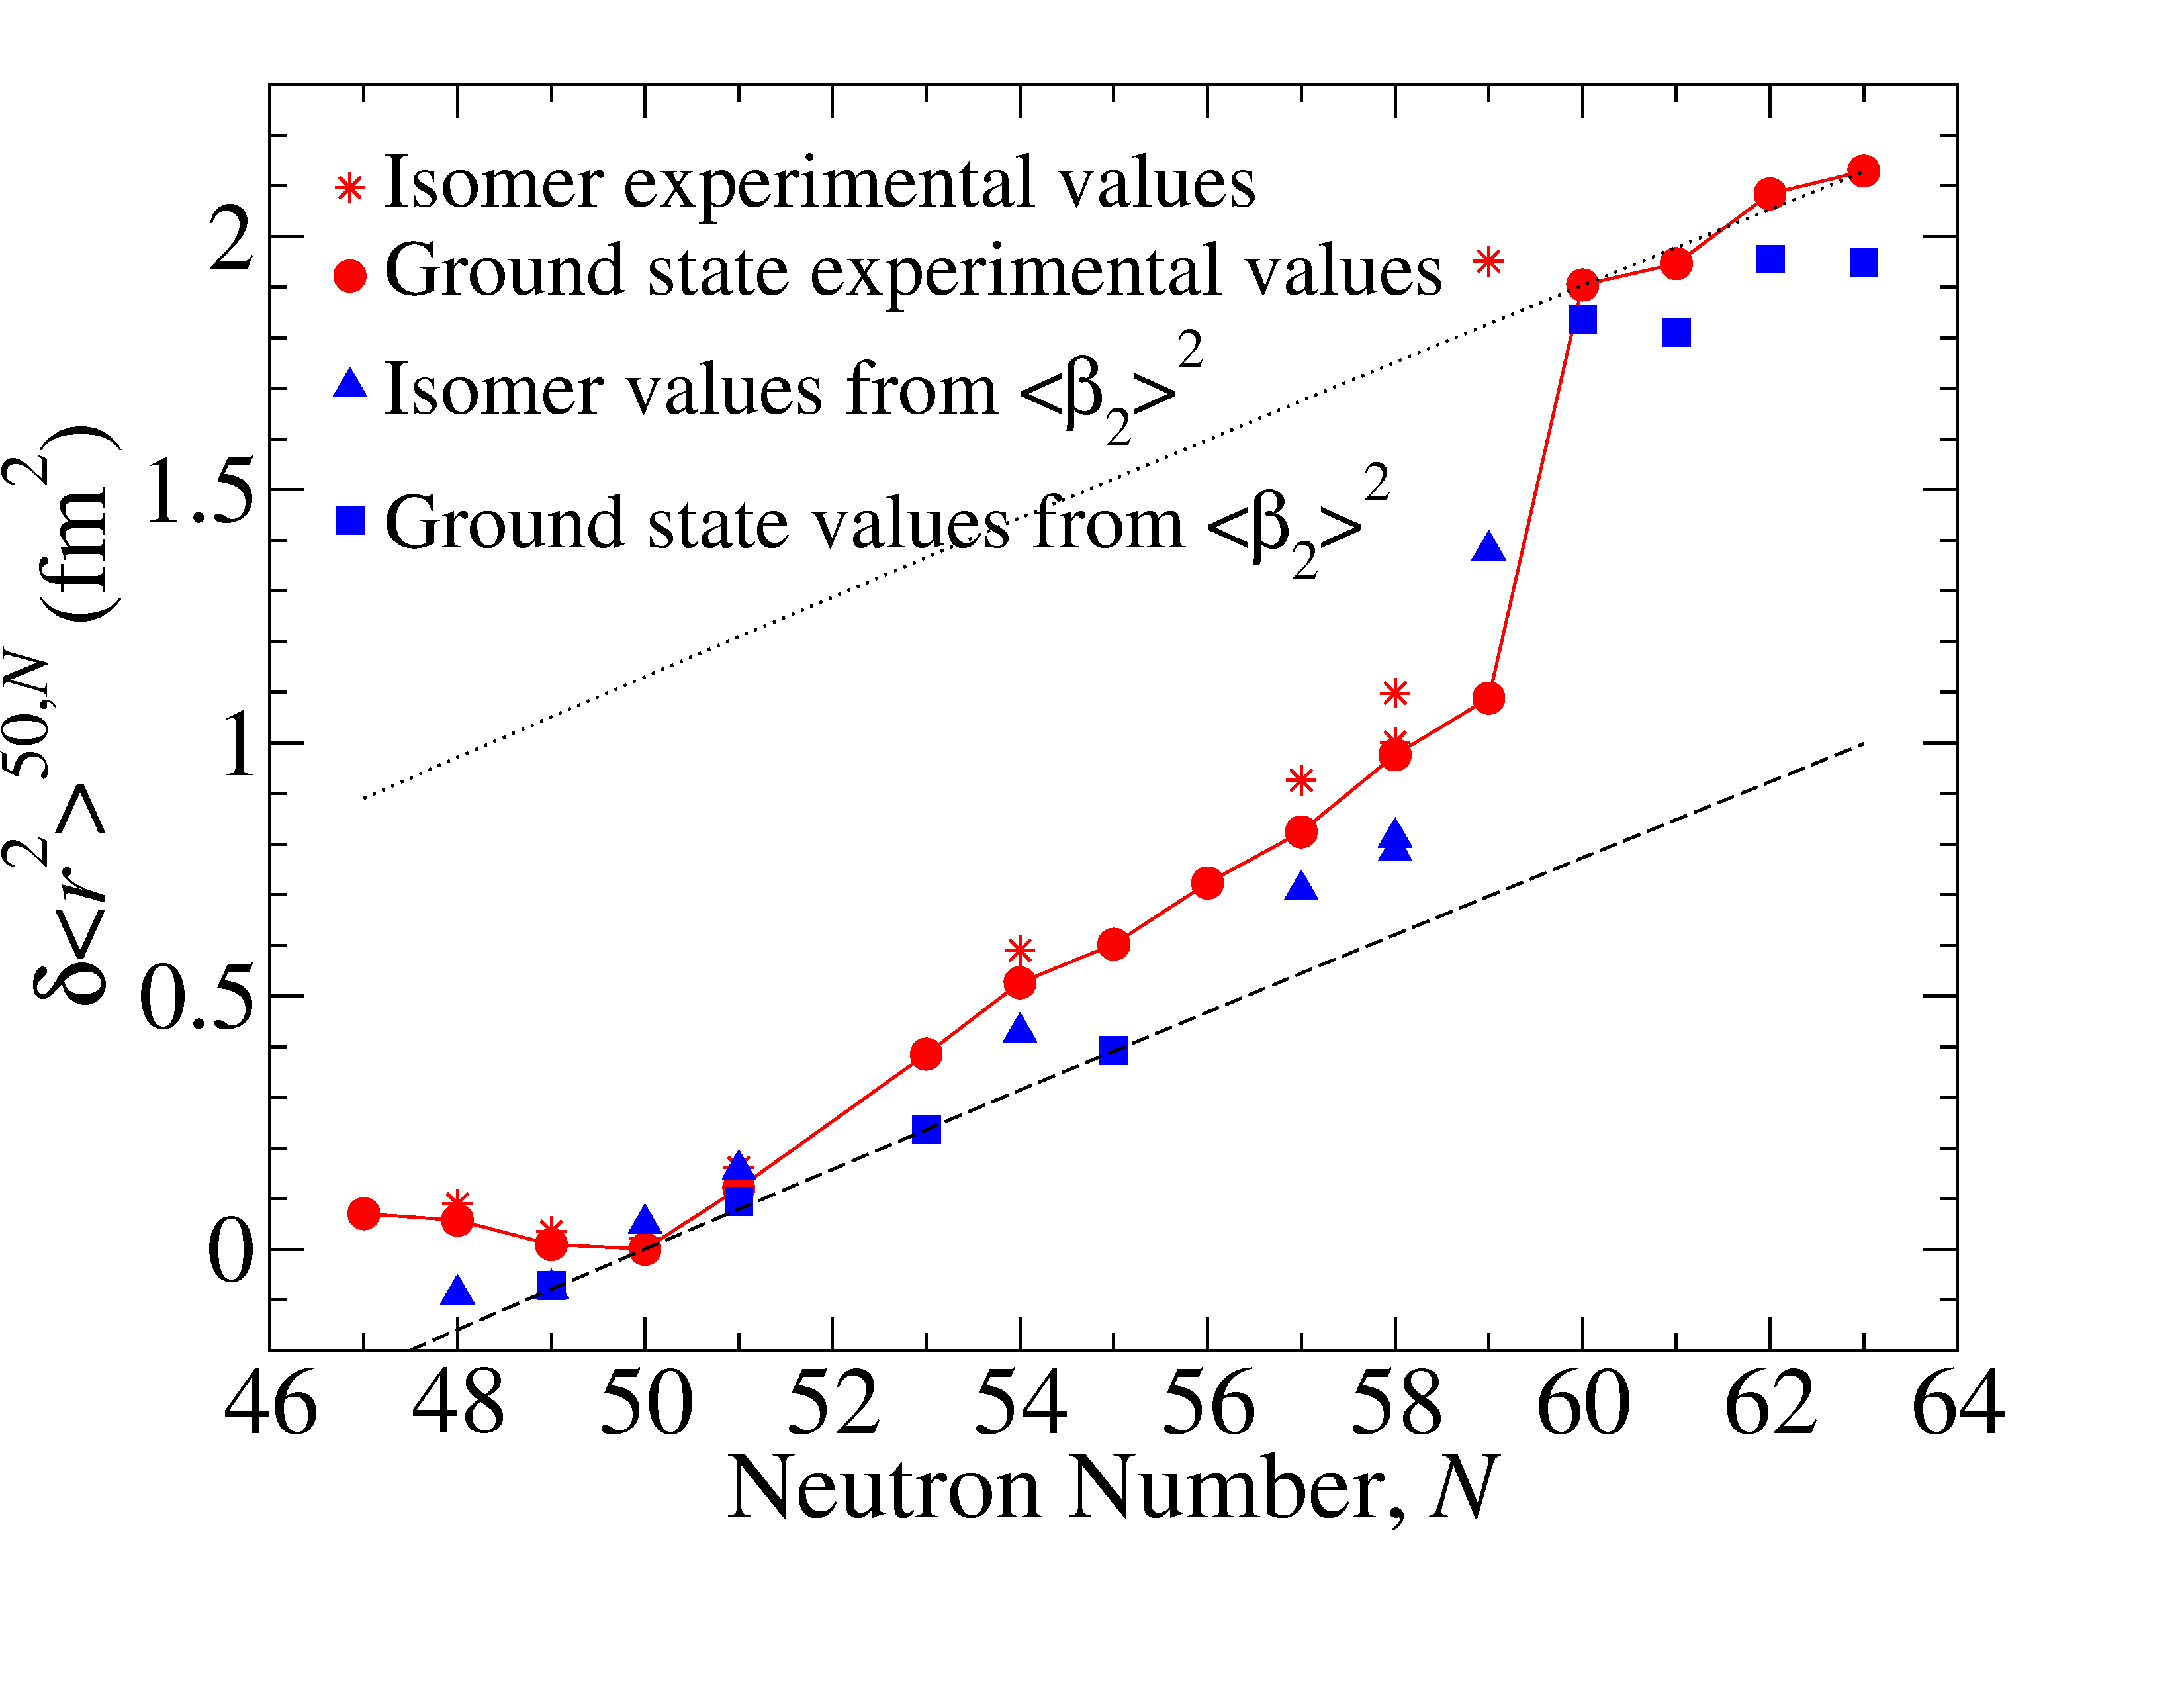 Isomer experimental values
Ground state experimental values
Isomer values from <β2>2
Ground state values from <β2>2
δ<r2>50,N (fm2)
2
1.5
1
0.5
0
46 48 50 52 54 56 58 60 62 64
Neutron Number, N